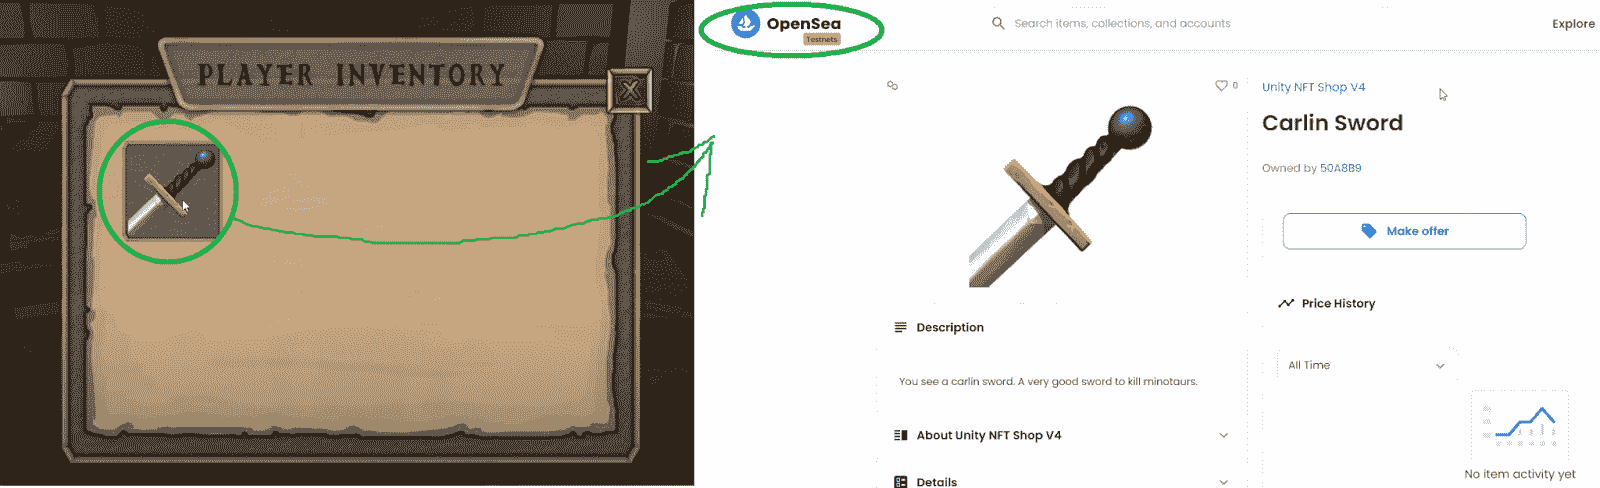 PLAYER INVENTORY
X
OpenSea
Testnets
Search items, collections, and accounts
Explore
0
Unity NFT Shop V4
Carlin Sword
Owned by 50A8B9
Make offer
Price History
All Time
No item activity yet
Description
You see a carlin sword. A very good sword to kill minotaurs.
About Unity NFT Shop V4
Details